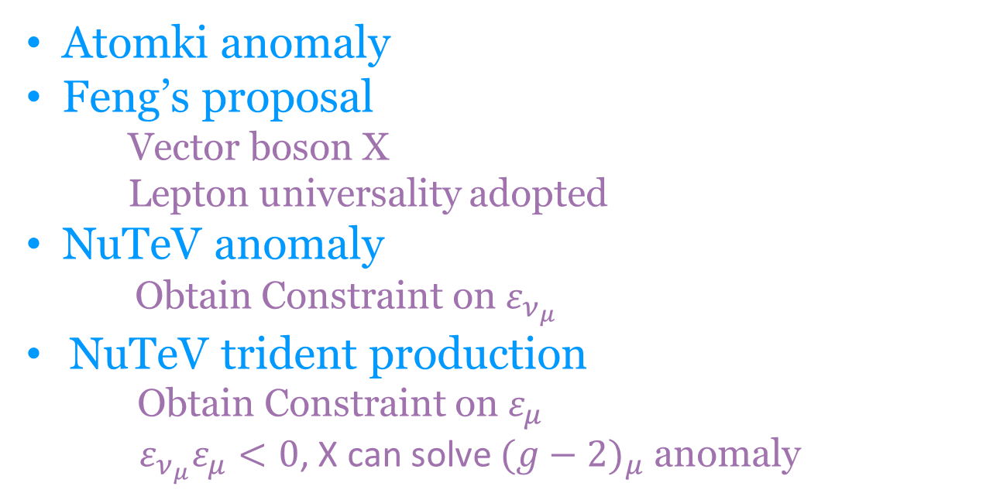 • Atomki anomaly
• Feng’s proposal
Vector boson X
Lepton universality adopted
• NuTeV anomaly
Obtain Constraint on $\varepsilon_{\nu_\mu}$
• NuTeV trident production
Obtain Constraint on $\varepsilon_\mu$
$\varepsilon_{\nu_\mu}\varepsilon_\mu < 0$, X can solve $(g-2)_\mu$ anomaly